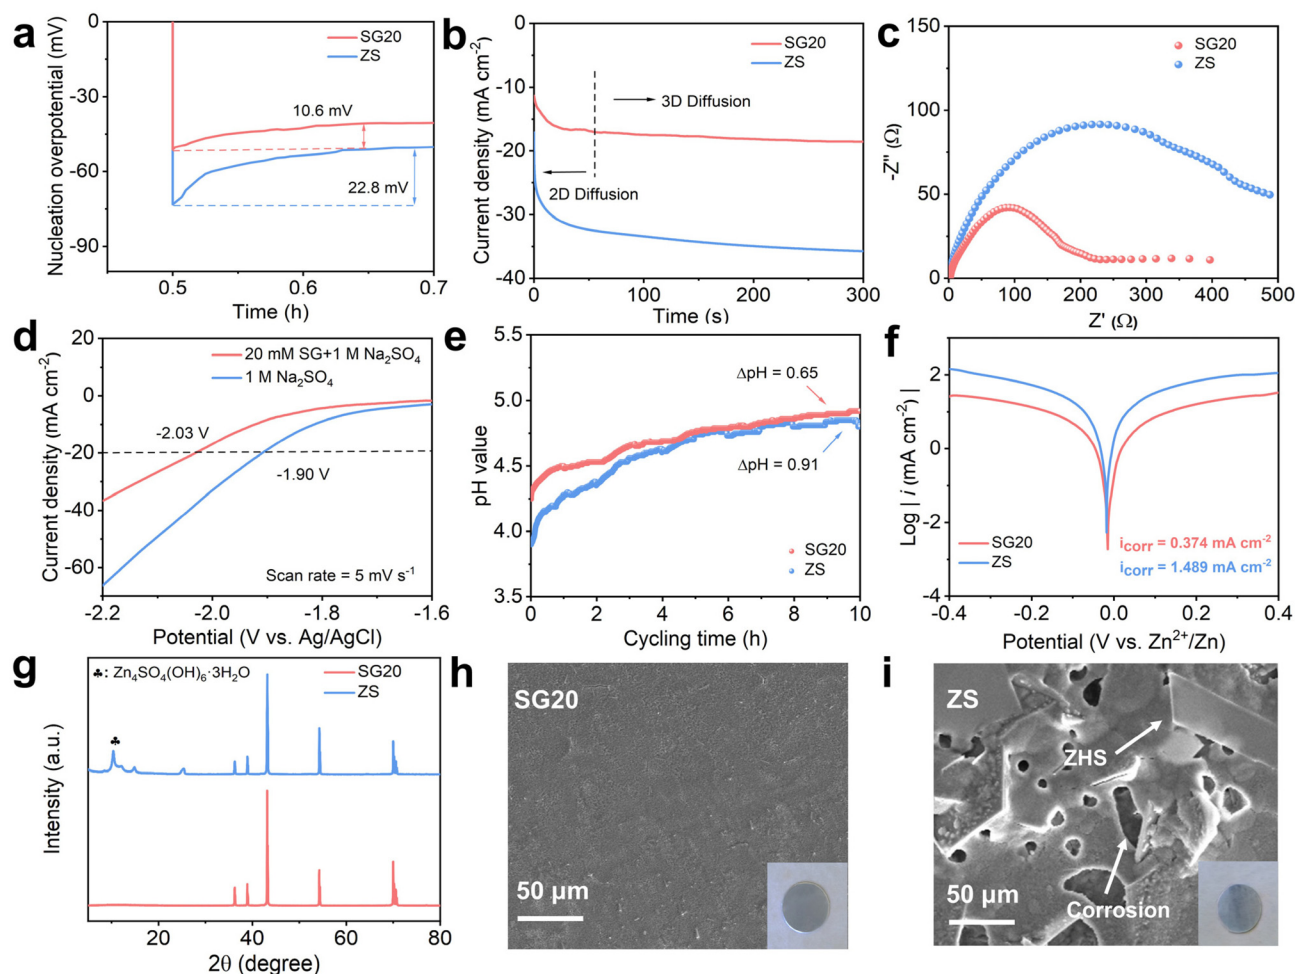 a
Nucleation overpotential (mV)
0
-30
-60
-90
SG20
ZS
10.6 mV
22.8 mV
0.5
0.6
0.7
Time (h)
b
Current density (mA cm-2)
0
-10
-20
-30
-40
SG20
ZS
3D Diffusion
2D Diffusion
0
100
200
300
Time (s)
c
-Z" (Ω)
150
100
50
0
SG20
ZS
0
100
200
300
400
500
Z' (Ω)
d
Current density (mA cm-2)
20
0
-20
-40
-60
20 mM SG+1 M Na2SO4
1 M Na2SO4
-2.03 V
-1.90 V
Scan rate = 5 mV s-1
-2.2
-2.0
-1.8
-1.6
Potential (V vs. Ag/AgCl)
e
pH value
5.5
5.0
4.5
4.0
3.5
ΔpH = 0.65
ΔpH = 0.91
SG20
ZS
0
2
4
6
8
10
Cycling time (h)
f
Log | i (mA cm-2) |
2
0
-2
-4
SG20
ZS
icorr = 0.374 mA cm-2
icorr = 1.489 mA cm-2
-0.4
-0.2
0.0
0.2
0.4
Potential (V vs. Zn2+/Zn)
g
Intensity (a.u.)
♣: Zn4SO4(OH)6·3H2O
SG20
ZS
♣
20
40
60
80
2θ (degree)
h
SG20
50 μm
i
ZS
ZHS
Corrosion
50 μm